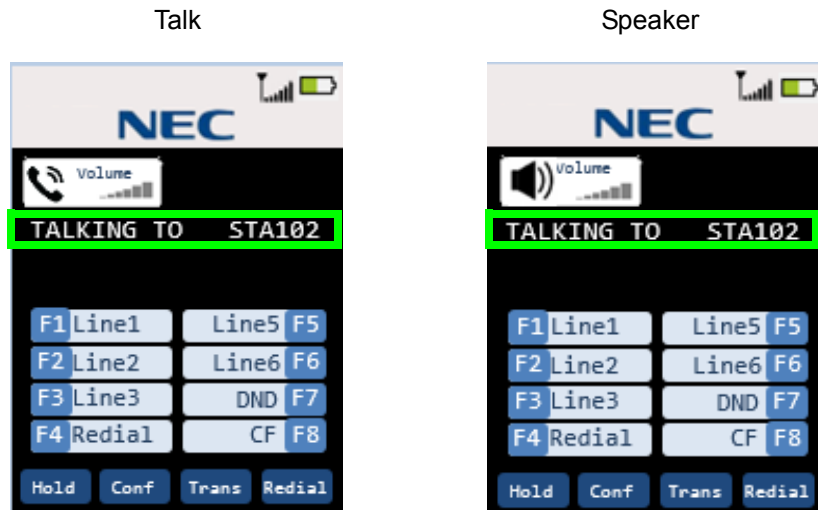 Talk
NEC
Volume
TALKING TO STA102
F1 Line1 Line5 F5
F2 Line2 Line6 F6
F3 Line3 DND F7
F4 Redial CF F8
Hold Conf Trans Redial
Speaker
NEC
Volume
TALKING TO STA102
F1 Line1 Line5 F5
F2 Line2 Line6 F6
F3 Line3 DND F7
F4 Redial CF F8
Hold Conf Trans Redial